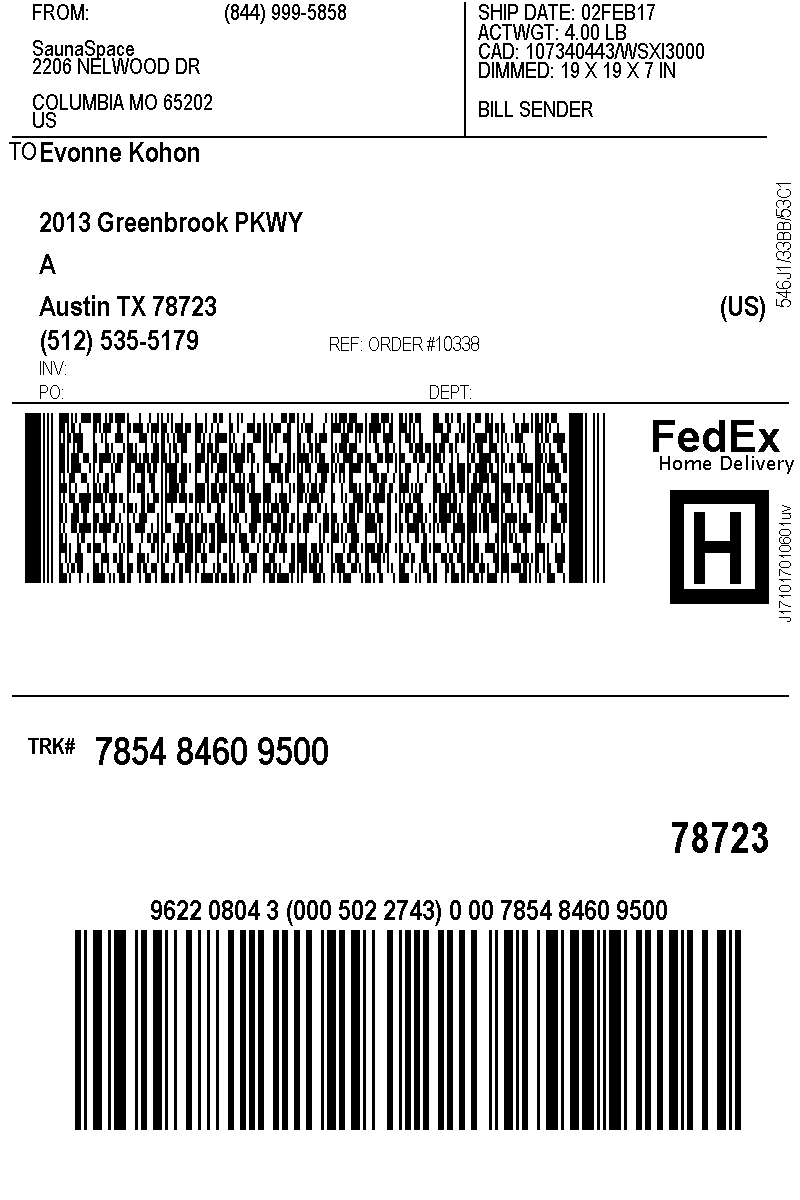 FROM: (844) 999-5858
SaunaSpace
2206 NELWOOD DR
COLUMBIA MO 65202
US
SHIP DATE: 02FEB17
ACTWGT: 4.00 LB
CAD: 107340443/WSXI3000
DIMMED: 19 X 19 X 7 IN
BILL SENDER
TO Evonne Kohon
2013 Greenbrook PKWY
A
Austin TX 78723 (US)
(512) 535-5179 REF: ORDER #10338
INV:
PO: DEPT:
546J1/33BB/53C1
FedEx
Home Delivery
H
J171017010601uv
TRK# 7854 8460 9500
78723
9622 0804 3 (000 502 2743) 0 00 7854 8460 9500